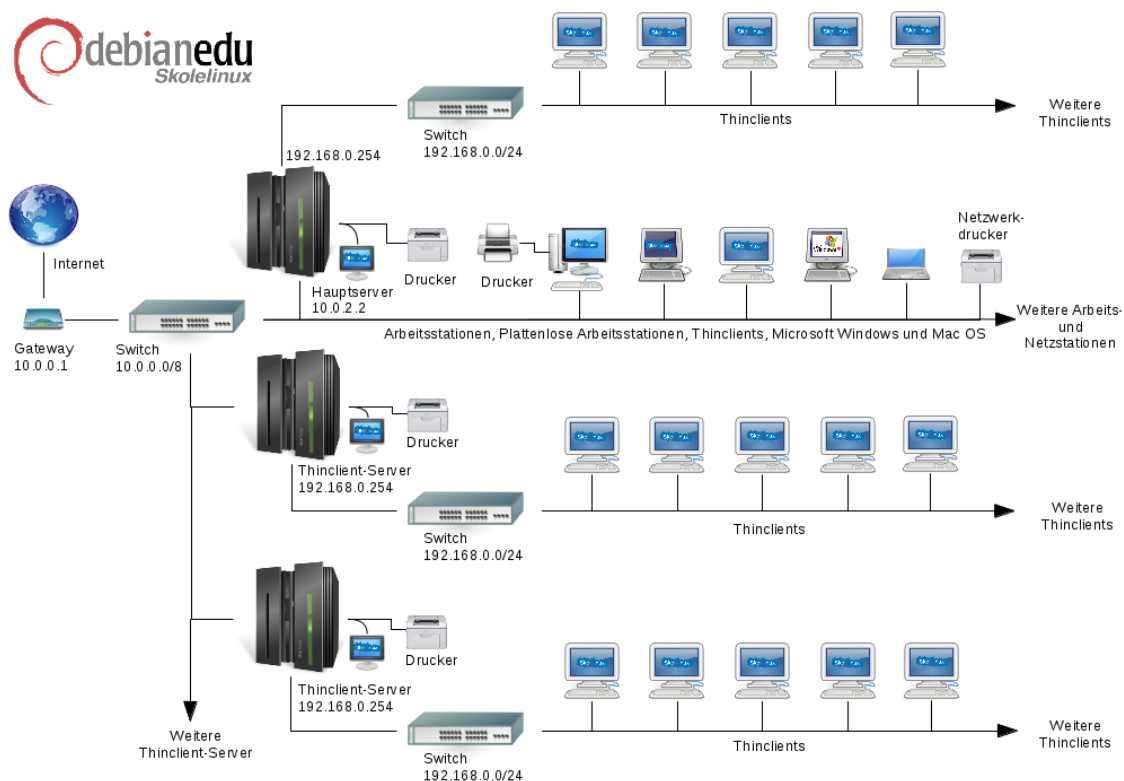 debianedu
Skolelinux
Switch
192.168.0.0/24
Thinclients
Weitere
Thinclients
192.168.0.254
Internet
Hauptserver
10.0.2.2
Drucker
Drucker
Netzwerk-
drucker
Gateway
10.0.0.1
Switch
10.0.0.0/8
Arbeitsstationen, Plattenlose Arbeitsstationen, Thinclients, Microsoft Windows und Mac OS
Weitere Arbeits-
und
Netzstationen
Drucker
Thinclient-Server
192.168.0.254
Switch
192.168.0.0/24
Thinclients
Weitere
Thinclients
Drucker
Thinclient-Server
192.168.0.254
Switch
192.168.0.0/24
Thinclients
Weitere
Thinclients
Weitere
Thinclient-Server